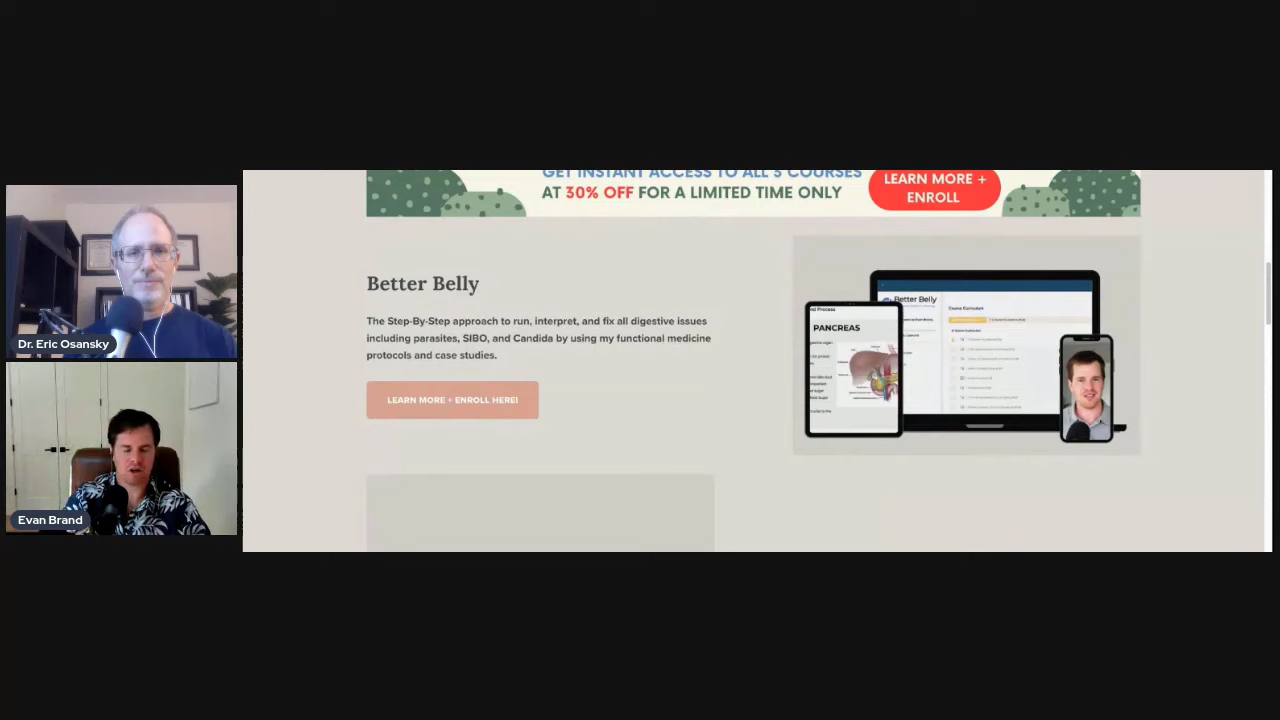 Dr. Eric Osansky
Evan Brand
GET INSTANT ACCESS TO ALL 5 COURSES
AT 30% OFF FOR A LIMITED TIME ONLY
LEARN MORE +
ENROLL
Better Belly
The Step-By-Step approach to run, interpret, and fix all digestive issues
including parasites, SIBO, and Candida by using my functional medicine
protocols and case studies.
LEARN MORE + ENROLL HERE!
Better Belly
Course Curriculum
PANCREAS